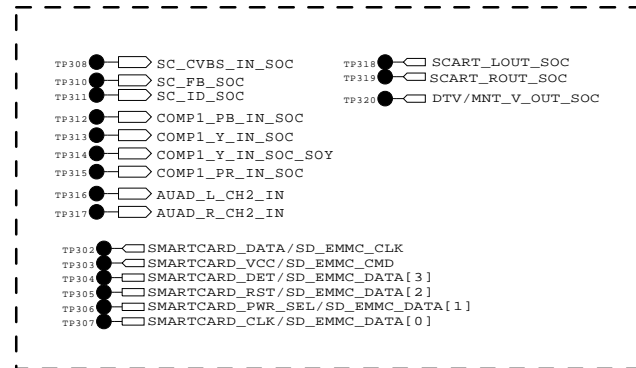 TP308 SC_CVBS_IN_SOC
TP310 SC_FB_SOC
TP311 SC_ID_SOC
TP312 COMP1_PB_IN_SOC
TP313 COMP1_Y_IN_SOC
TP314 COMP1_Y_IN_SOC_SOY
TP315 COMP1_PR_IN_SOC
TP316 AUAD_L_CH2_IN
TP317 AUAD_R_CH2_IN
TP318 SCART_LOUT_SOC
TP319 SCART_ROUT_SOC
TP320 DTV/MNT_V_OUT_SOC
TP302 SMARTCARD_DATA/SD_EMMC_CLK
TP303 SMARTCARD_VCC/SD_EMMC_CMD
TP304 SMARTCARD_DET/SD_EMMC_DATA[3]
TP305 SMARTCARD_RST/SD_EMMC_DATA[2]
TP306 SMARTCARD_PWR_SEL/SD_EMMC_DATA[1]
TP307 SMARTCARD_CLK/SD_EMMC_DATA[0]